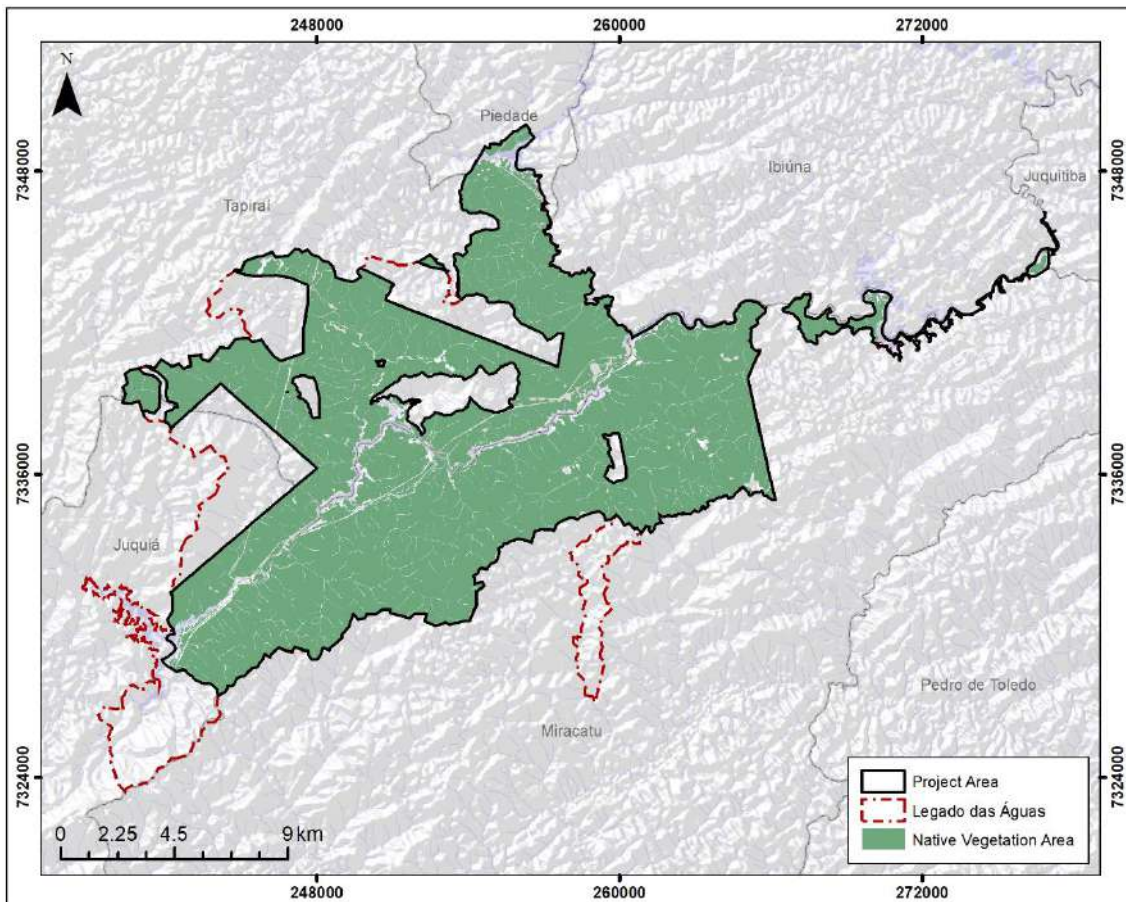 248000 260000 272000
N
Piedade
7348000
Ibiúna
7348000
Juquitiba
Tapiraí
7336000
7336000
Juquiá
Pedro de Toledo
Miracatu
7324000
7324000
Project Area
Legado das Águas
Native Vegetation Area
0 2.25 4.5 9 km
248000 260000 272000